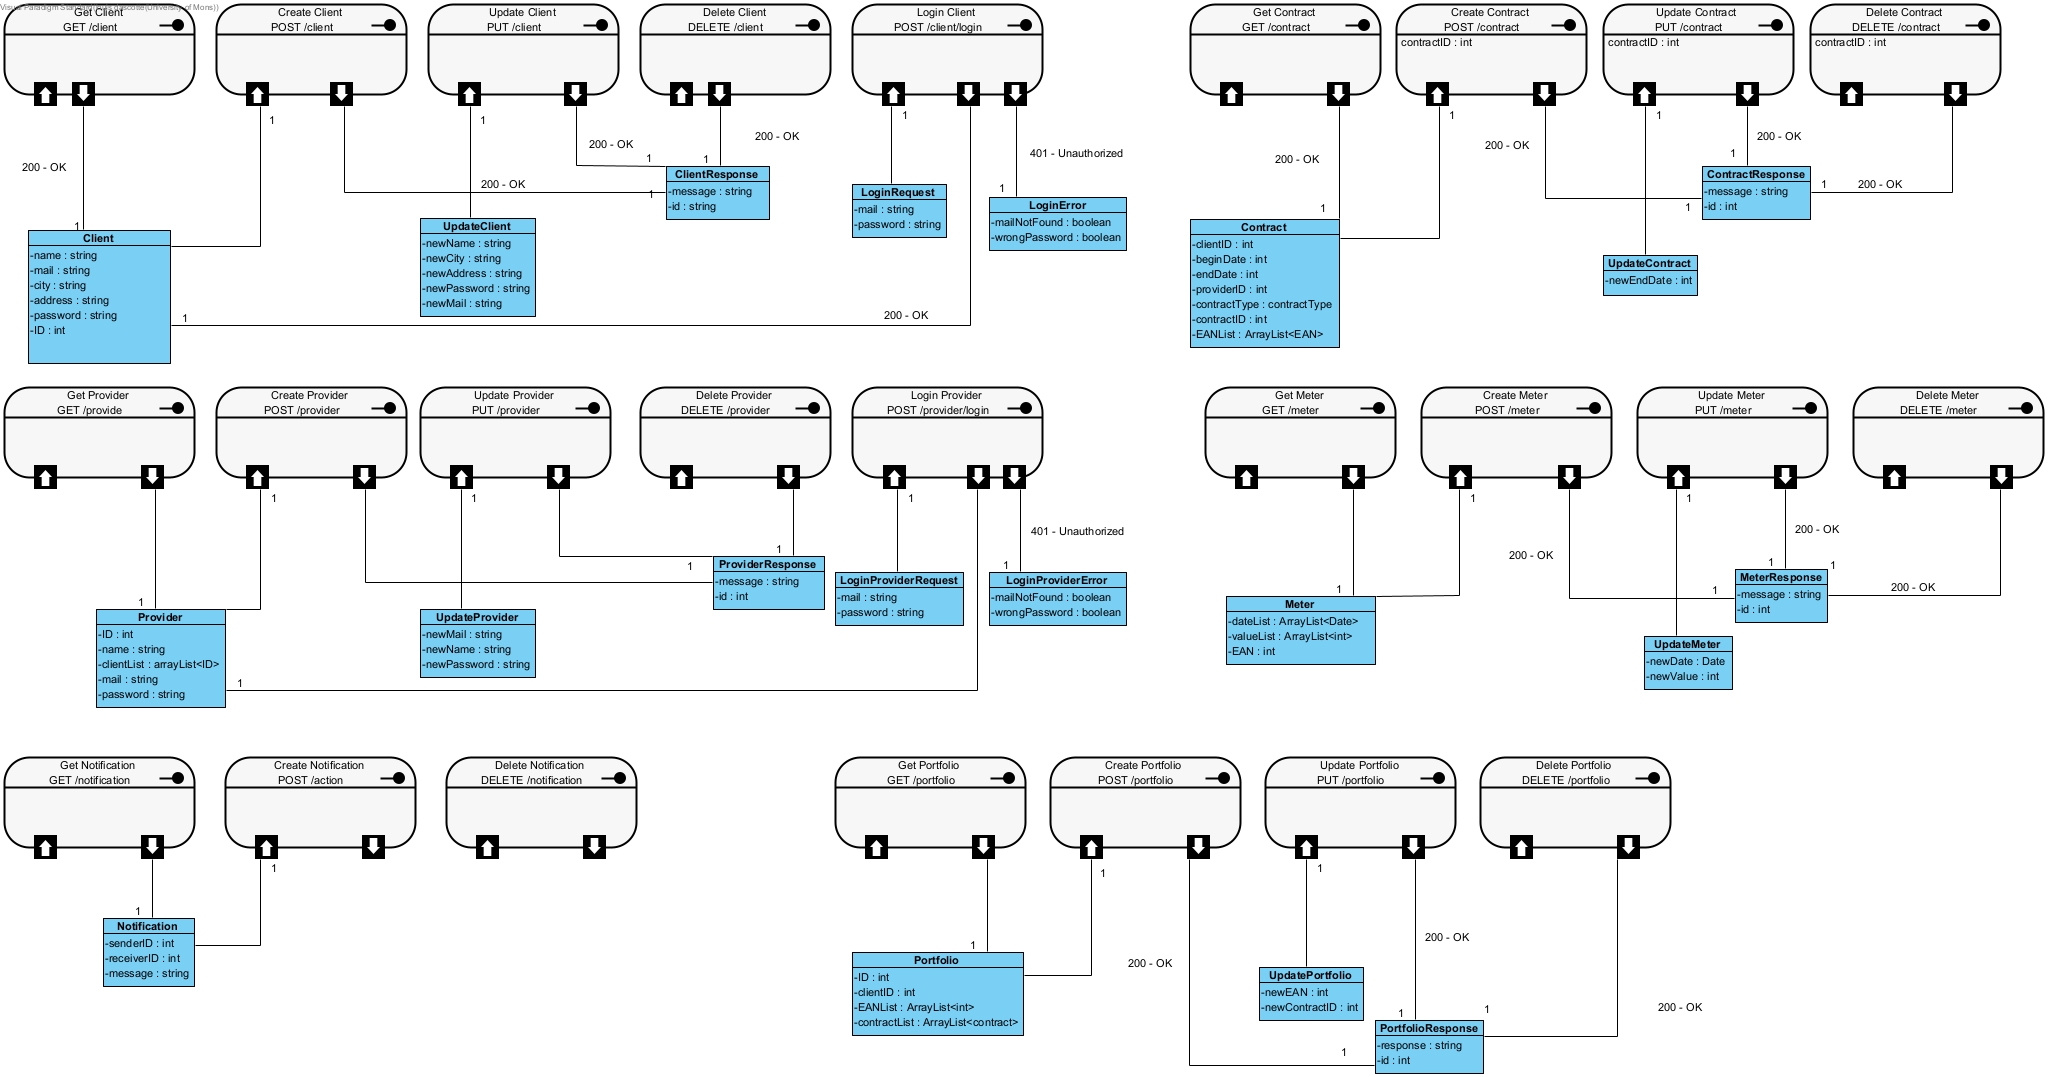 Get Client
GET /client
Create Client
POST /client
Update Client
PUT /client
Delete Client
DELETE /client
Login Client
POST /client/login
200 - OK
1
1
200 - OK
1
200 - OK
1
200 - OK
1
1
1
401 - Unauthorized
1
ClientResponse
-message : string
-id : string
LoginRequest
-mail : string
-password : string
LoginError
-mailNotFound : boolean
-wrongPassword : boolean
UpdateClient
-newName : string
-newCity : string
-newAddress : string
-newPassword : string
-newMail : string
1
Client
-name : string
-mail : string
-city : string
-address : string
-password : string
-ID : int
1
200 - OK
Get Contract
GET /contract
Create Contract
POST /contract
contractID : int
Update Contract
PUT /contract
contractID : int
Delete Contract
DELETE /contract
contractID : int
200 - OK
1
1
200 - OK
1
1
200 - OK
1
1
200 - OK
ContractResponse
-message : string
-id : int
Contract
-clientID : int
-beginDate : int
-endDate : int
-providerID : int
-contractType : contractType
-contractID : int
-EANList : ArrayList<EAN>
UpdateContract
-newEndDate : int
Get Provider
GET /provide
Create Provider
POST /provider
Update Provider
PUT /provider
Delete Provider
DELETE /provider
Login Provider
POST /provider/login
1
1
1
1
1
1
401 - Unauthorized
1
ProviderResponse
-message : string
-id : int
LoginProviderRequest
-mail : string
-password : string
LoginProviderError
-mailNotFound : boolean
-wrongPassword : boolean
Provider
-ID : int
-name : string
-clientList : arrayList<ID>
-mail : string
-password : string
1
UpdateProvider
-newMail : string
-newName : string
-newPassword : string
Get Meter
GET /meter
Create Meter
POST /meter
Update Meter
PUT /meter
Delete Meter
DELETE /meter
1
1
200 - OK
1
1
200 - OK
1
1
200 - OK
MeterResponse
-message : string
-id : int
Meter
-dateList : ArrayList<Date>
-valueList : ArrayList<int>
-EAN : int
UpdateMeter
-newDate : Date
-newValue : int
Get Notification
GET /notification
Create Notification
POST /action
Delete Notification
DELETE /notification
1
1
Notification
-senderID : int
-receiverID : int
-message : string
Get Portfolio
GET /portfolio
Create Portfolio
POST /portfolio
Update Portfolio
PUT /portfolio
Delete Portfolio
DELETE /portfolio
1
1
200 - OK
1
200 - OK
1
1
1
200 - OK
Portfolio
-ID : int
-clientID : int
-EANList : ArrayList<int>
-contractList : ArrayList<contract>
UpdatePortfolio
-newEAN : int
-newContractID : int
PortfolioResponse
-response : string
-id : int